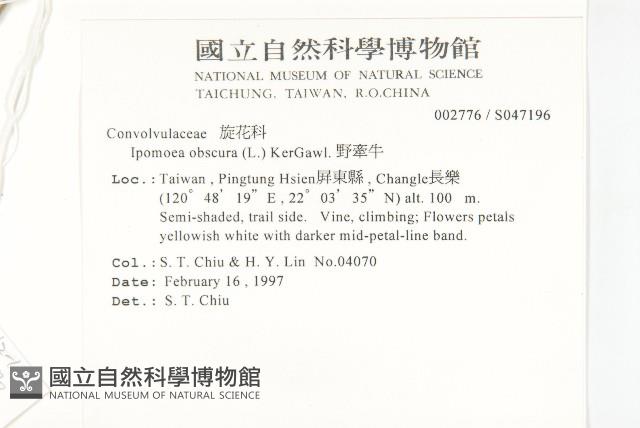 國立自然科學博物館
NATIONAL MUSEUM OF NATURAL SCIENCE
TAICHUNG, TAIWAN, R.O.CHINA
002776 / S047196
Convolvulaceae 旋花科
Ipomoea obscura (L.) KerGawl. 野牽牛
Loc.: Taiwan , Pingtung Hsien屏東縣 , Changle長樂
(120° 48’ 19” E , 22° 03’ 35” N) alt. 100 m.
Semi-shaded, trail side. Vine, climbing; Flowers petals
yellowish white with darker mid-petal-line band.
Col.: S. T. Chiu & H. Y. Lin No.04070
Date: February 16 , 1997
Det.: S. T. Chiu
國立自然科學博物館
NATIONAL MUSEUM OF NATURAL SCIENCE